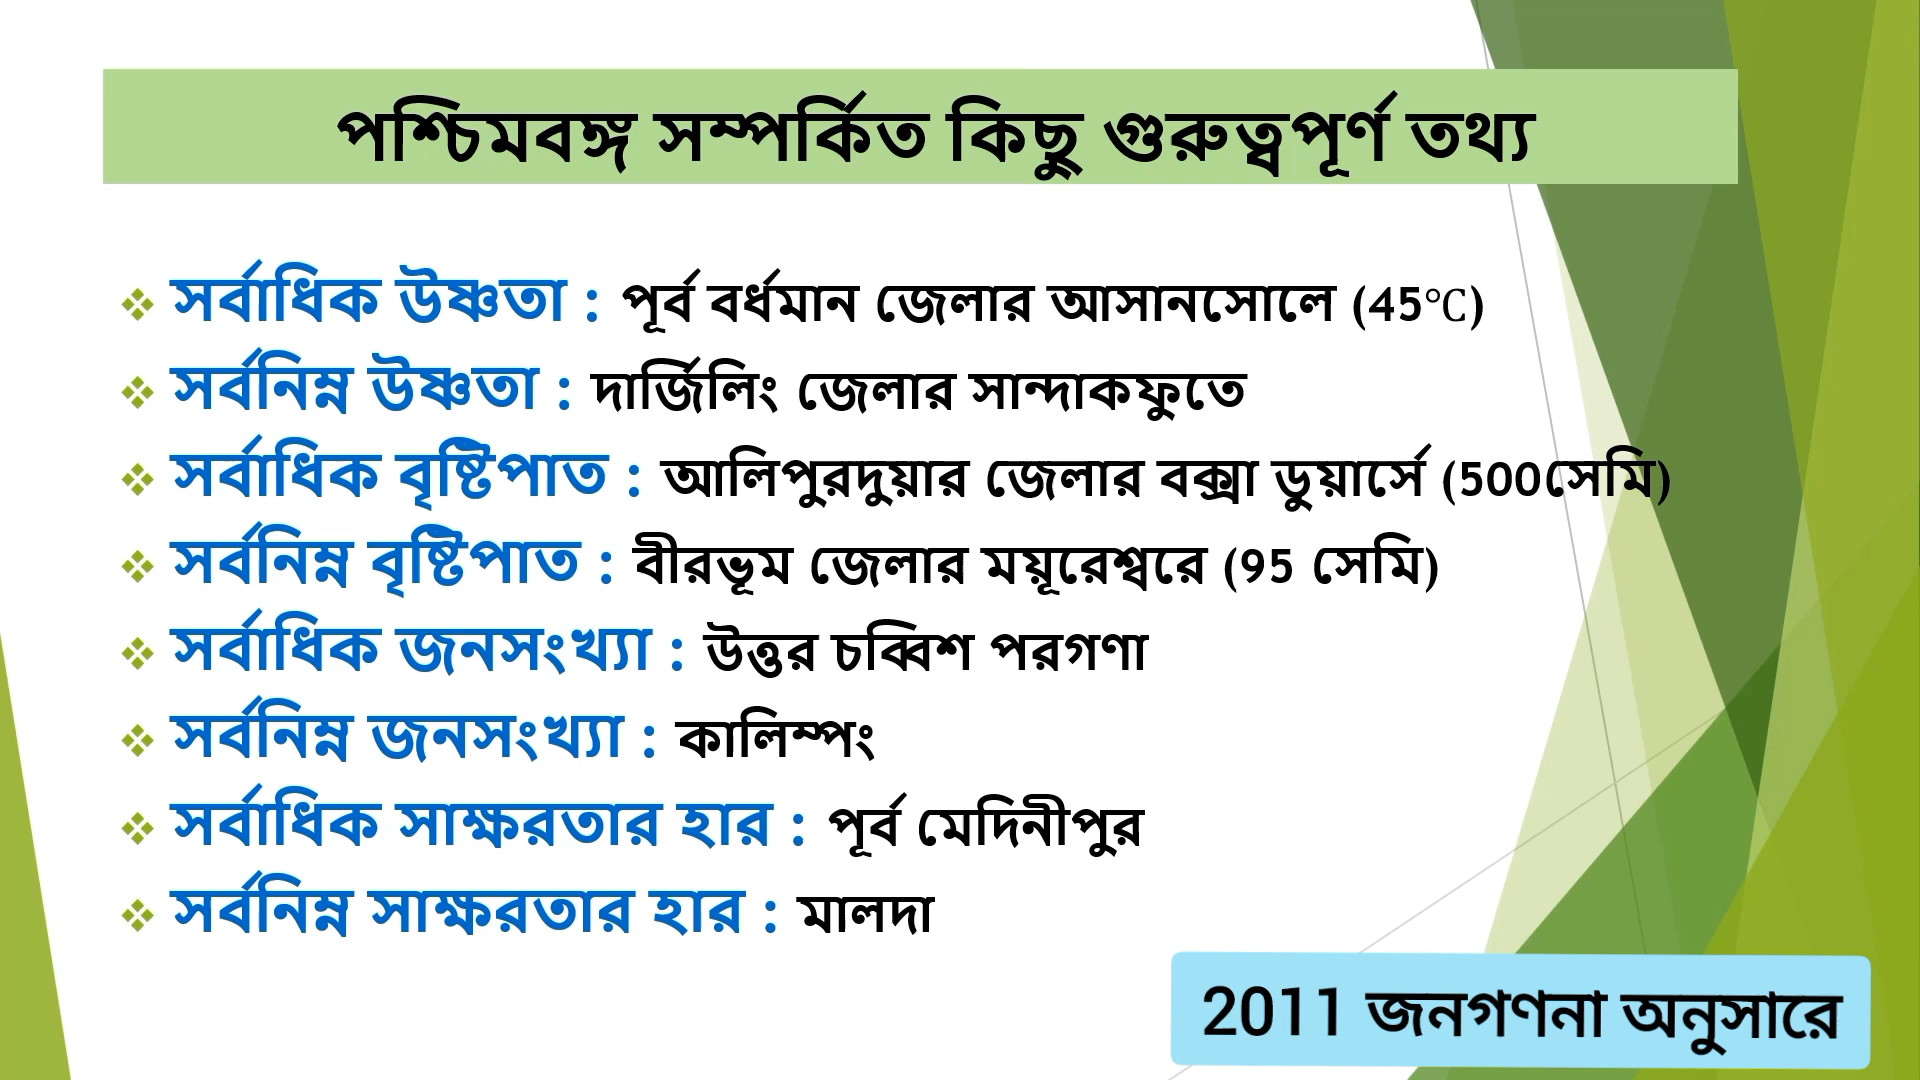 পশ্চিমবঙ্গ সম্পর্কিত কিছু গুরুত্বপূর্ণ তথ্য
সর্বাধিক উষ্ণতা : পূর্ব বর্ধমান জেলার আসানসোলে (45℃)
সর্বনিম্ন উষ্ণতা : দার্জিলিং জেলার সান্দাকফুতে
সর্বাধিক বৃষ্টিপাত : আলিপুরদুয়ার জেলার বক্সা ডুয়ার্সে (500সেমি)
সর্বনিম্ন বৃষ্টিপাত : বীরভূম জেলার ময়ূরেশ্বরে (95 সেমি)
সর্বাধিক জনসংখ্যা : উত্তর চব্বিশ পরগণা
সর্বনিম্ন জনসংখ্যা : কালিম্পং
সর্বাধিক সাক্ষরতার হার : পূর্ব মেদিনীপুর
সর্বনিম্ন সাক্ষরতার হার : মালদা
2011 জনগণনা অনুসারে